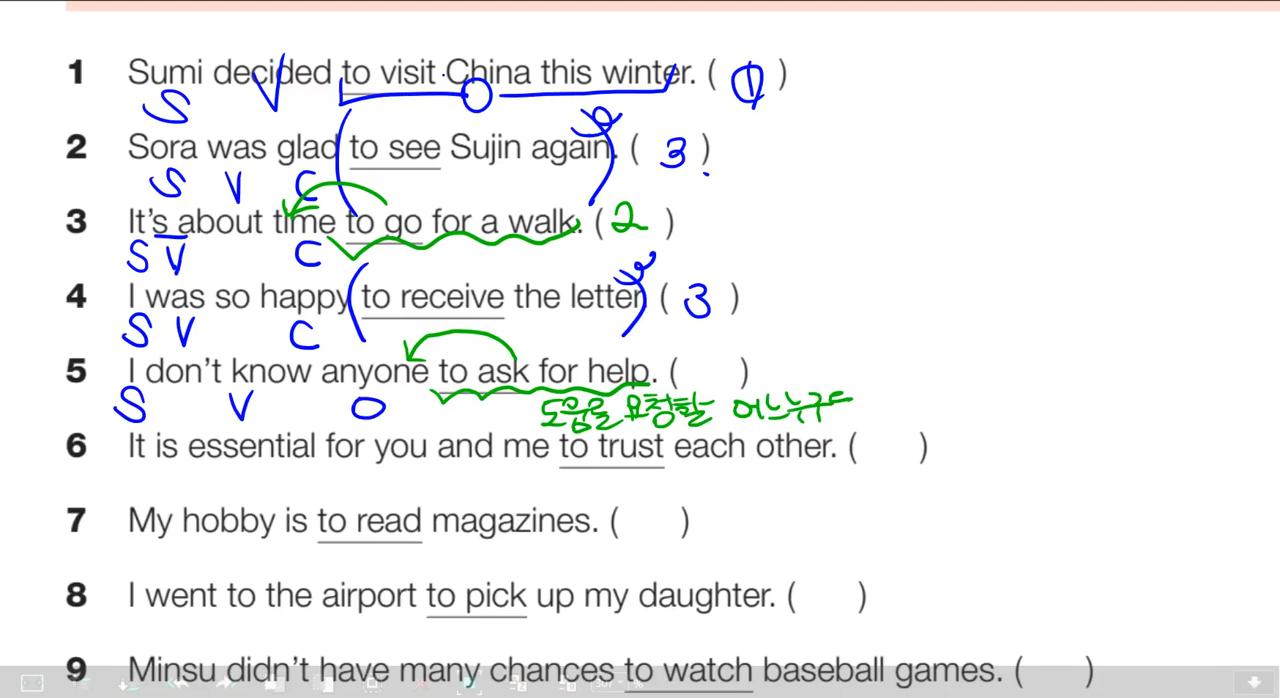 1 Sumi decided to visit China this winter. ( ① )
S V O
2 Sora was glad to see Sujin again. ( 3 )
S V C
3 It's about time to go for a walk. ( 2 )
S V C
4 I was so happy to receive the letter ( 3 )
S V C
5 I don't know anyone to ask for help. ( )
S V O 도움을 요청할 어느누구도
6 It is essential for you and me to trust each other. ( )
7 My hobby is to read magazines. ( )
8 I went to the airport to pick up my daughter. ( )
9 Minsu didn't have many chances to watch baseball games. ( )